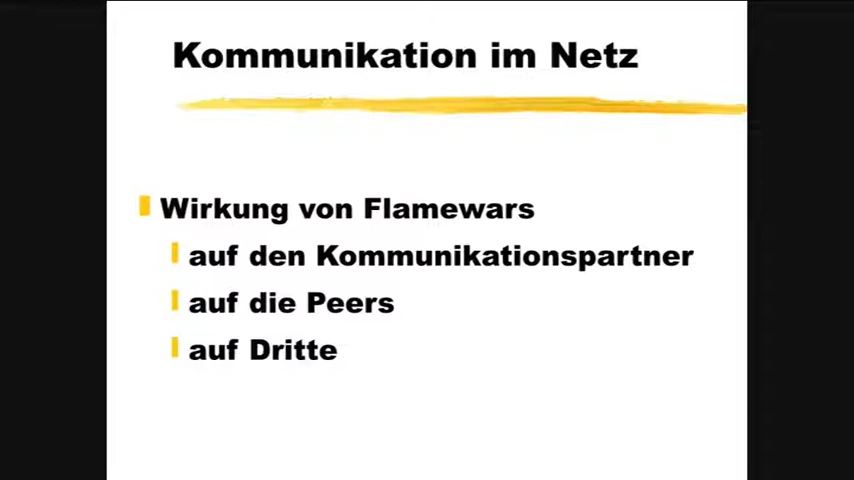 Kommunikation im Netz
Wirkung von Flamewars
auf den Kommunikationspartner
auf die Peers
auf Dritte